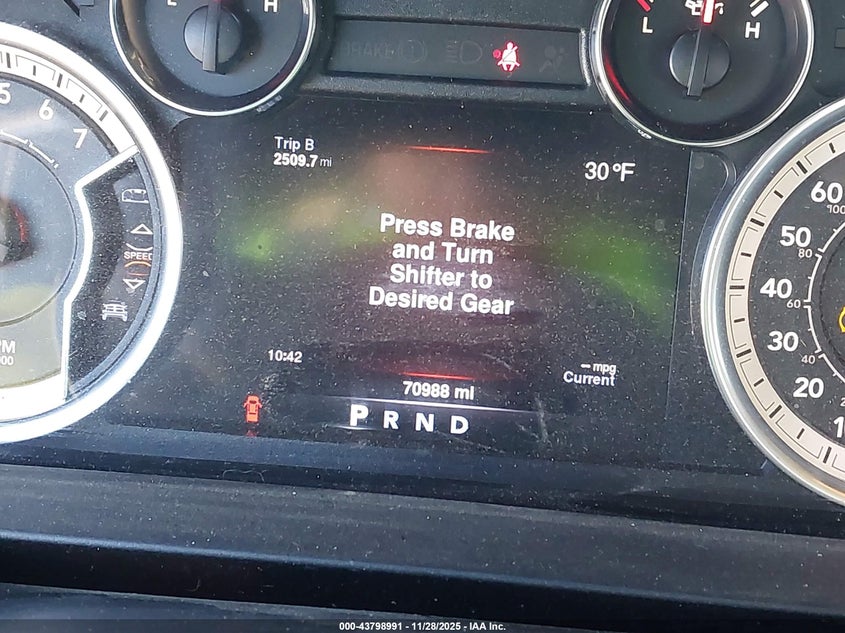 L H
BRAKE
L H
5
6
7
Trip B
2509.7 mi
30°F
Press Brake
and Turn
Shifter to
Desired Gear
SPEED
10:42
-- mpg
Current
70988 mi
P R N D
60
100
50
80
40
60
30
40
20
000-43798991 - 11/28/2025 - IAA Inc.